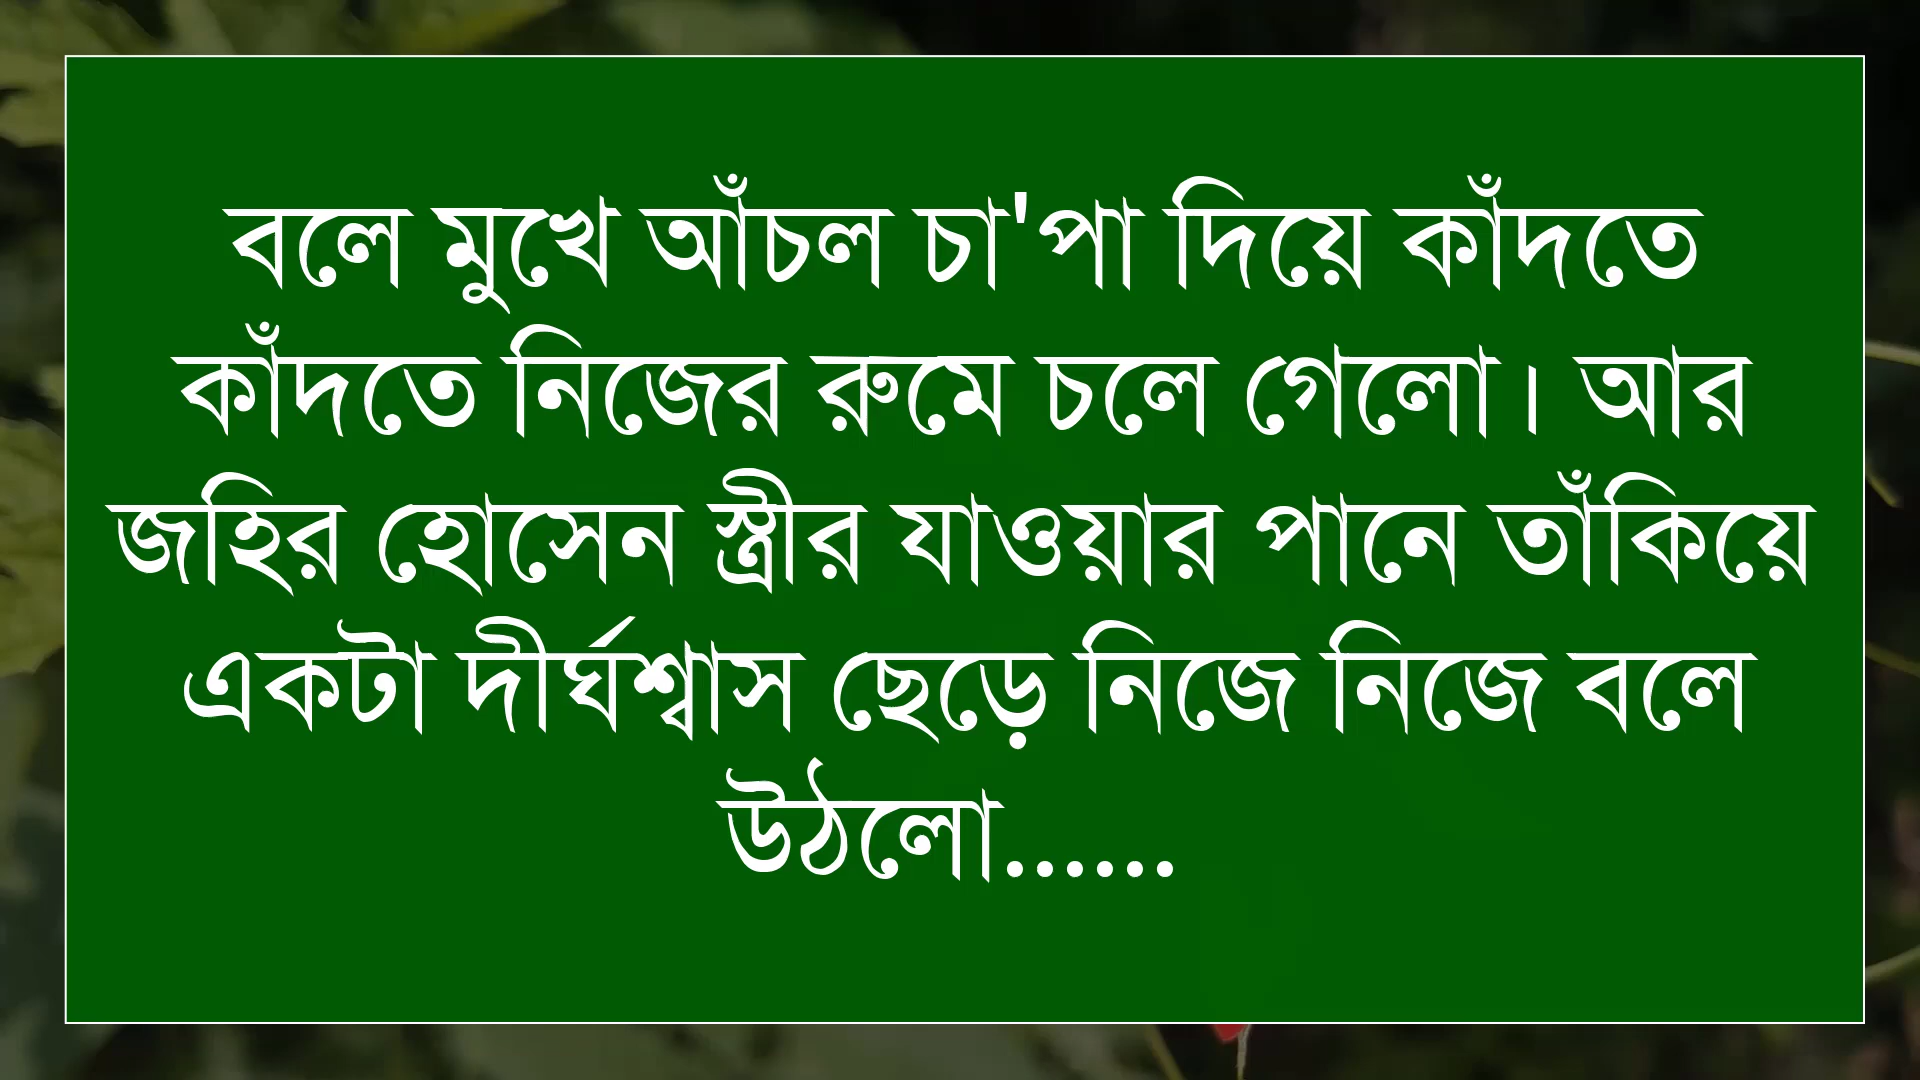 বলে মুখে আঁচল চা'পা দিয়ে কাঁদতে
কাঁদতে নিজের রুমে চলে গেলো। আর
জহির হোসেন স্ত্রীর যাওয়ার পানে তাঁকিয়ে
একটা দীর্ঘশ্বাস ছেড়ে নিজে নিজে বলে
উঠলো......